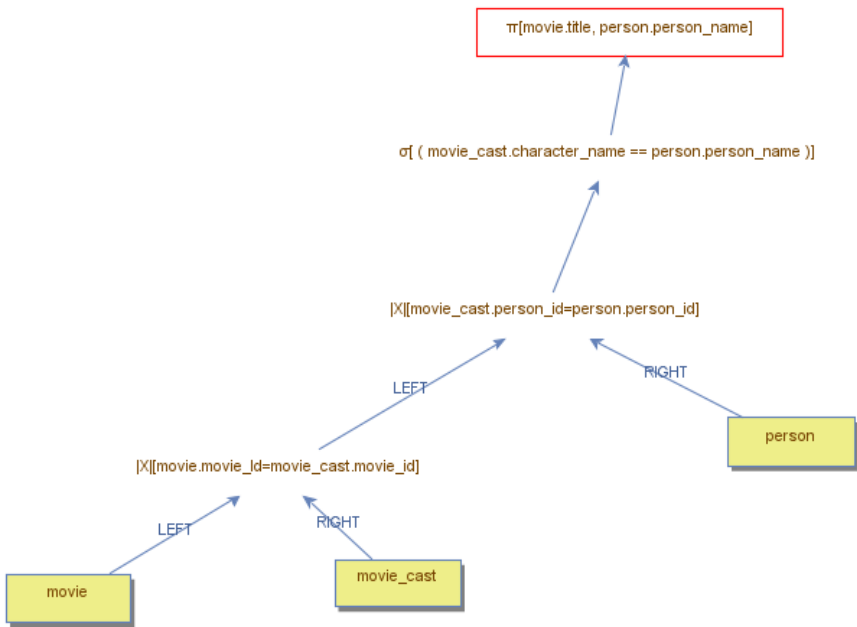 π[movie.title, person.person_name]
σ[ ( movie_cast.character_name == person.person_name )]
|X|[movie_cast.person_id=person.person_id]
LEFT
RIGHT
person
|X|[movie.movie_Id=movie_cast.movie_id]
LEFT
RIGHT
movie
movie_cast